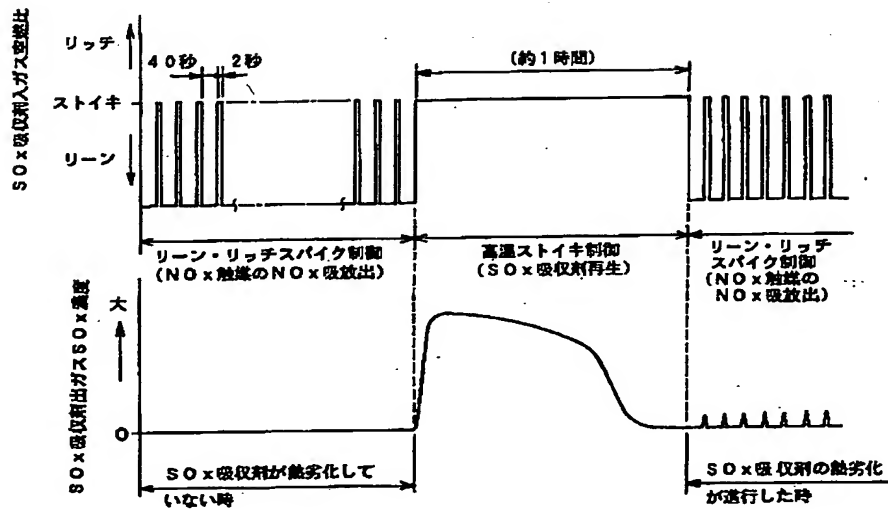 SOx吸収剤入ガス空燃比
リッチ
ストイキ
リーン
40秒
2秒
(約1時間)
リーン・リッチスパイク制御
(NOx触媒のNOx吸放出)
高温ストイキ制御
(SOx吸収剤再生)
リーン・リッチ
スパイク制御
(NOx触媒の
NOx吸放出)
SOx吸収剤出ガスSOx濃度
大
0
SOx吸収剤が熱劣化して
いない時
SOx吸収剤の熱劣化
が進行した時